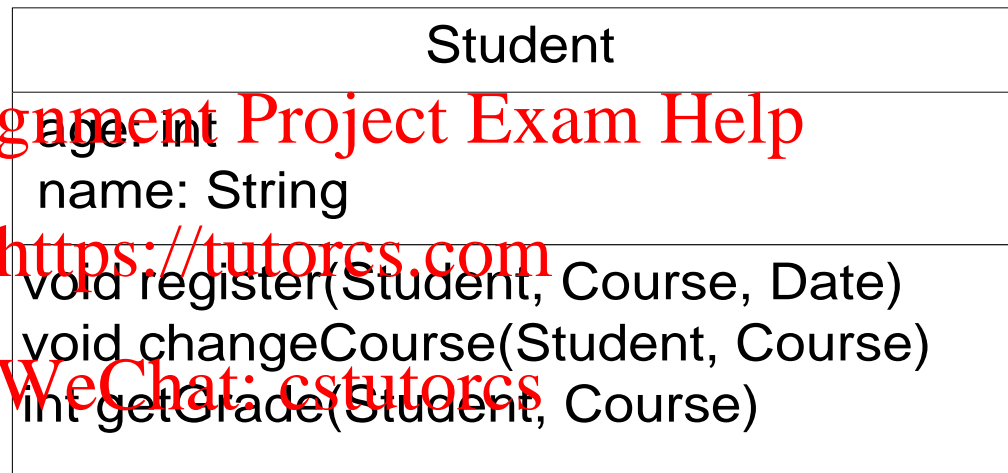 Student
gnment Project Exam Help
age: int
name: String
https://tutorcs.com
void register(Student, Course, Date)
void changeCourse(Student, Course)
WeChat: cstutorcs
int getGrade(Student, Course)